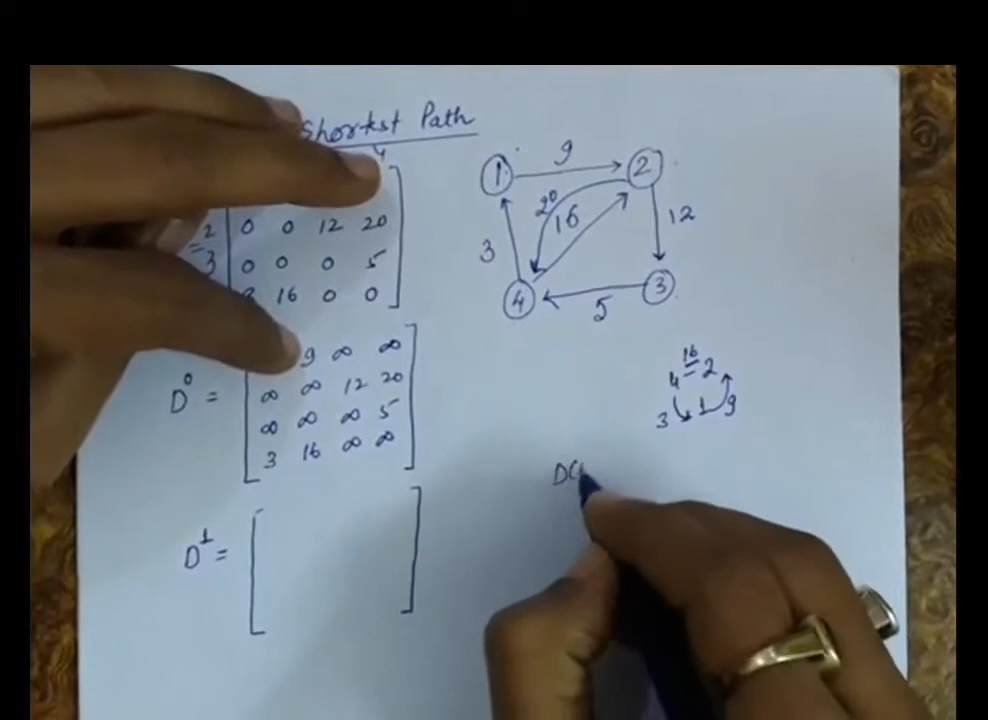 Shortest Path
4
2 0 0 12 20
=
3 0 0 0 5
16 0 0
D⁰ =
9 ∞ ∞
∞ ∞ 12 20
∞ ∞ ∞ 5
3 16 ∞ ∞
D¹ =
1 9 2
20
16 12
3
4 5 3
16
4 = 2
3 1 9
D(